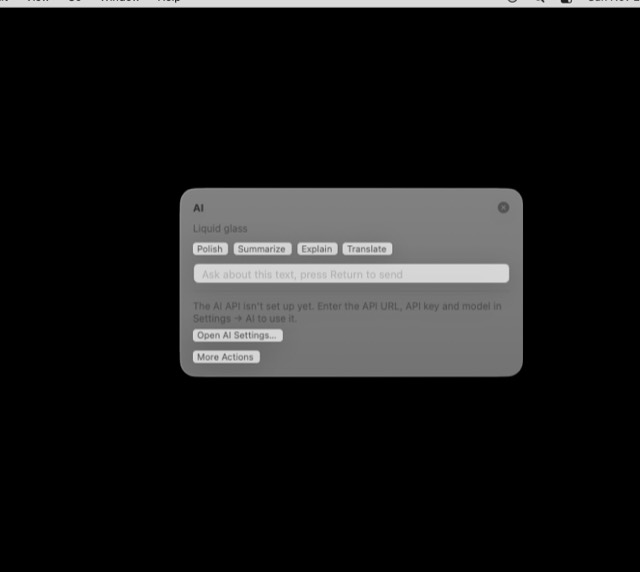 Window Help
AI
Liquid glass
Polish Summarize Explain Translate
Ask about this text, press Return to send
The AI API isn't set up yet. Enter the API URL, API key and model in
Settings → AI to use it.
Open AI Settings...
More Actions